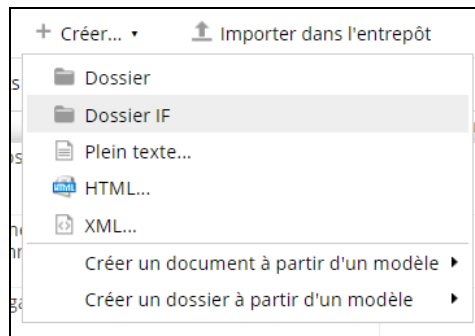 + Créer... ▾ Importer dans l'entrepôt
Dossier
Dossier IF
Plein texte...
HTML...
XML...
Créer un document à partir d'un modèle
Créer un dossier à partir d'un modèle